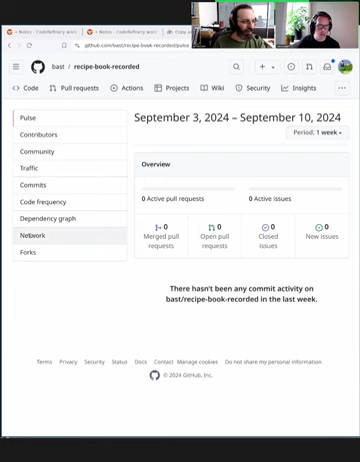 Notes · CodeRefinery works
Notes · CodeRefinery works
Copy a
github.com/bast/recipe-book-recorded/pulse
bast / recipe-book-recorded
Code Pull requests Actions Projects Wiki Security Insights
Pulse
Contributors
Community
Traffic
Commits
Code frequency
Dependency graph
Network
Forks
September 3, 2024 – September 10, 2024
Period: 1 week
Overview
0 Active pull requests
0 Active issues
0
Merged pull
requests
0
Open pull
requests
0
Closed
issues
0
New issues
There hasn't been any commit activity on
bast/recipe-book-recorded in the last week.
Terms Privacy Security Status Docs Contact Manage cookies Do not share my personal information
© 2024 GitHub, Inc.